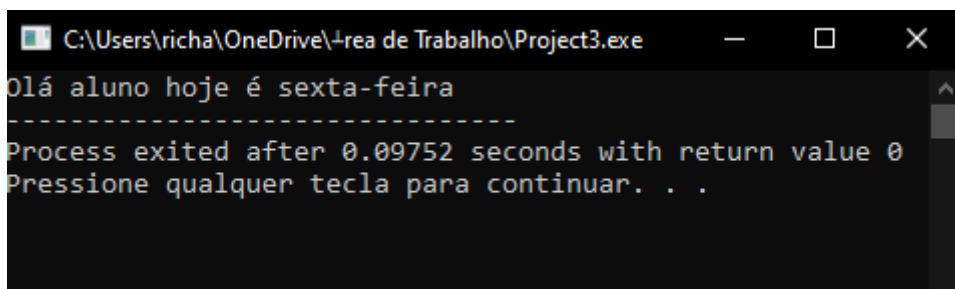 C:\Users\richa\OneDrive\┴rea de Trabalho\Project3.exe
Olá aluno hoje é sexta-feira
--------------------------------
Process exited after 0.09752 seconds with return value 0
Pressione qualquer tecla para continuar. . .